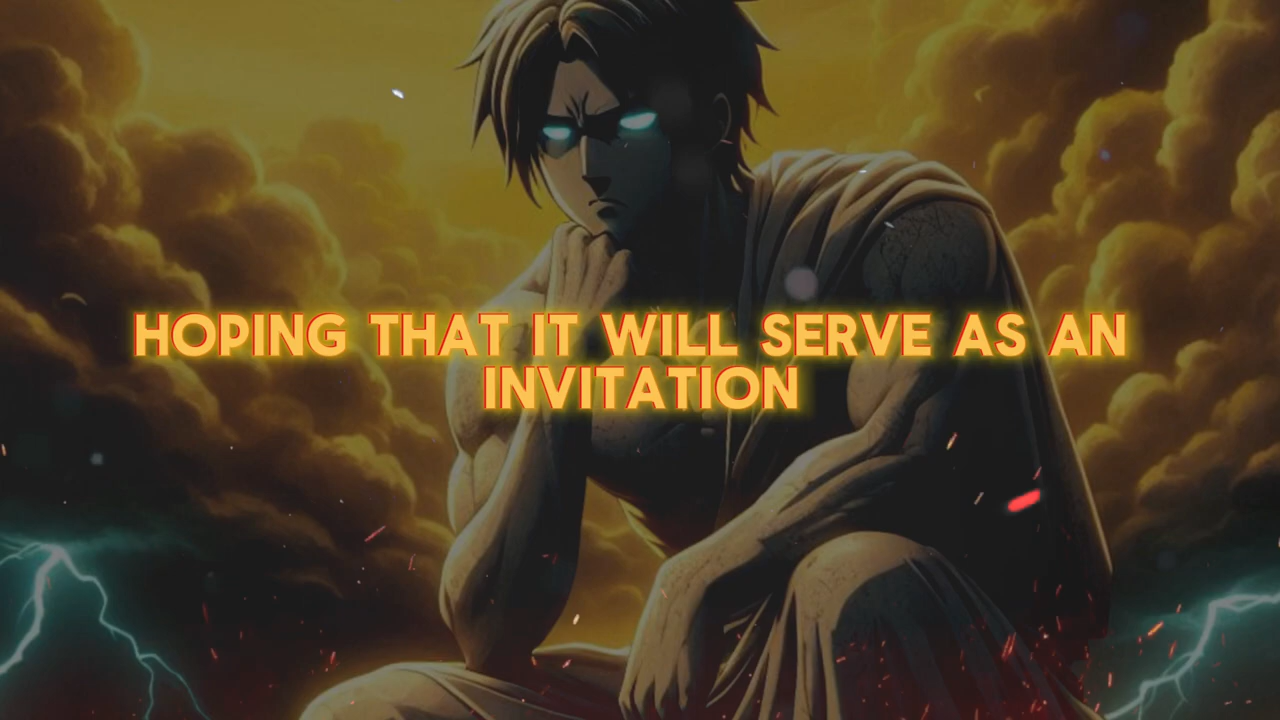 HOPING THAT IT WILL SERVE AS AN
INVITATION